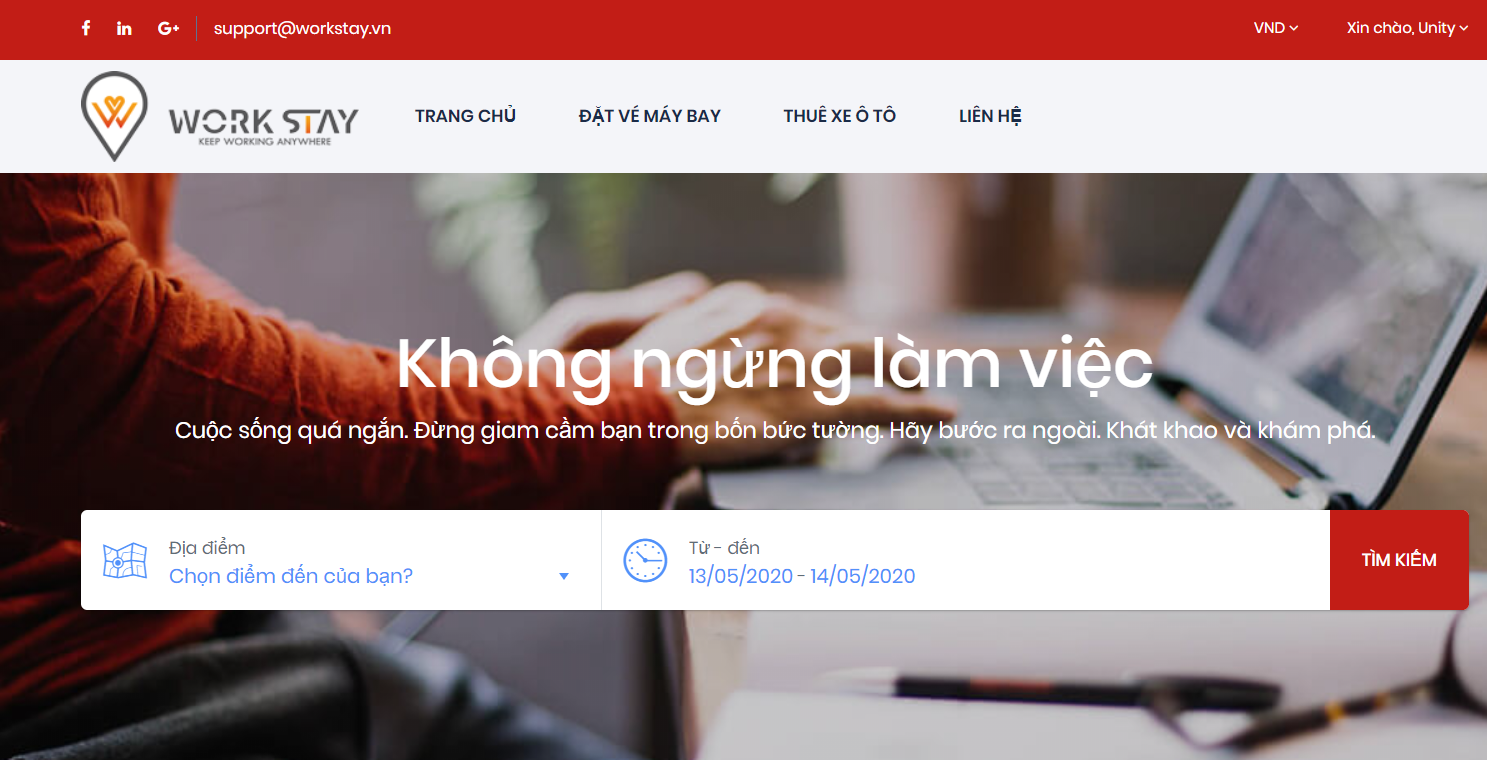 support@workstay.vn
VND
Xin chào, Unity
WORK STAY
KEEP WORKING ANYWHERE
TRANG CHỦ
ĐẶT VÉ MÁY BAY
THUÊ XE Ô TÔ
LIÊN HỆ
Không ngừng làm việc
Cuộc sống quá ngắn. Đừng giam cầm bạn trong bốn bức tường. Hãy bước ra ngoài. Khát khao và khám phá.
Địa điểm
Chọn điểm đến của bạn?
Từ - đến
13/05/2020 - 14/05/2020
TÌM KIẾM